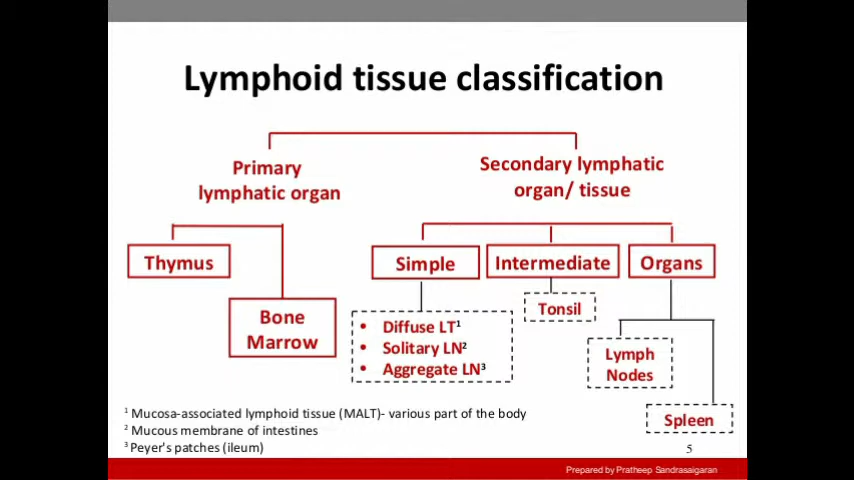 Lymphoid tissue classification
Primary
lymphatic organ
Secondary lymphatic
organ/ tissue
Thymus
Bone
Marrow
Simple
Intermediate
Organs
• Diffuse LT¹
• Solitary LN²
• Aggregate LN³
Tonsil
Lymph
Nodes
Spleen
¹ Mucosa-associated lymphoid tissue (MALT)- various part of the body
² Mucous membrane of intestines
³ Peyer's patches (ileum)
5
Prepared by Pratheep Sandrasaigaran